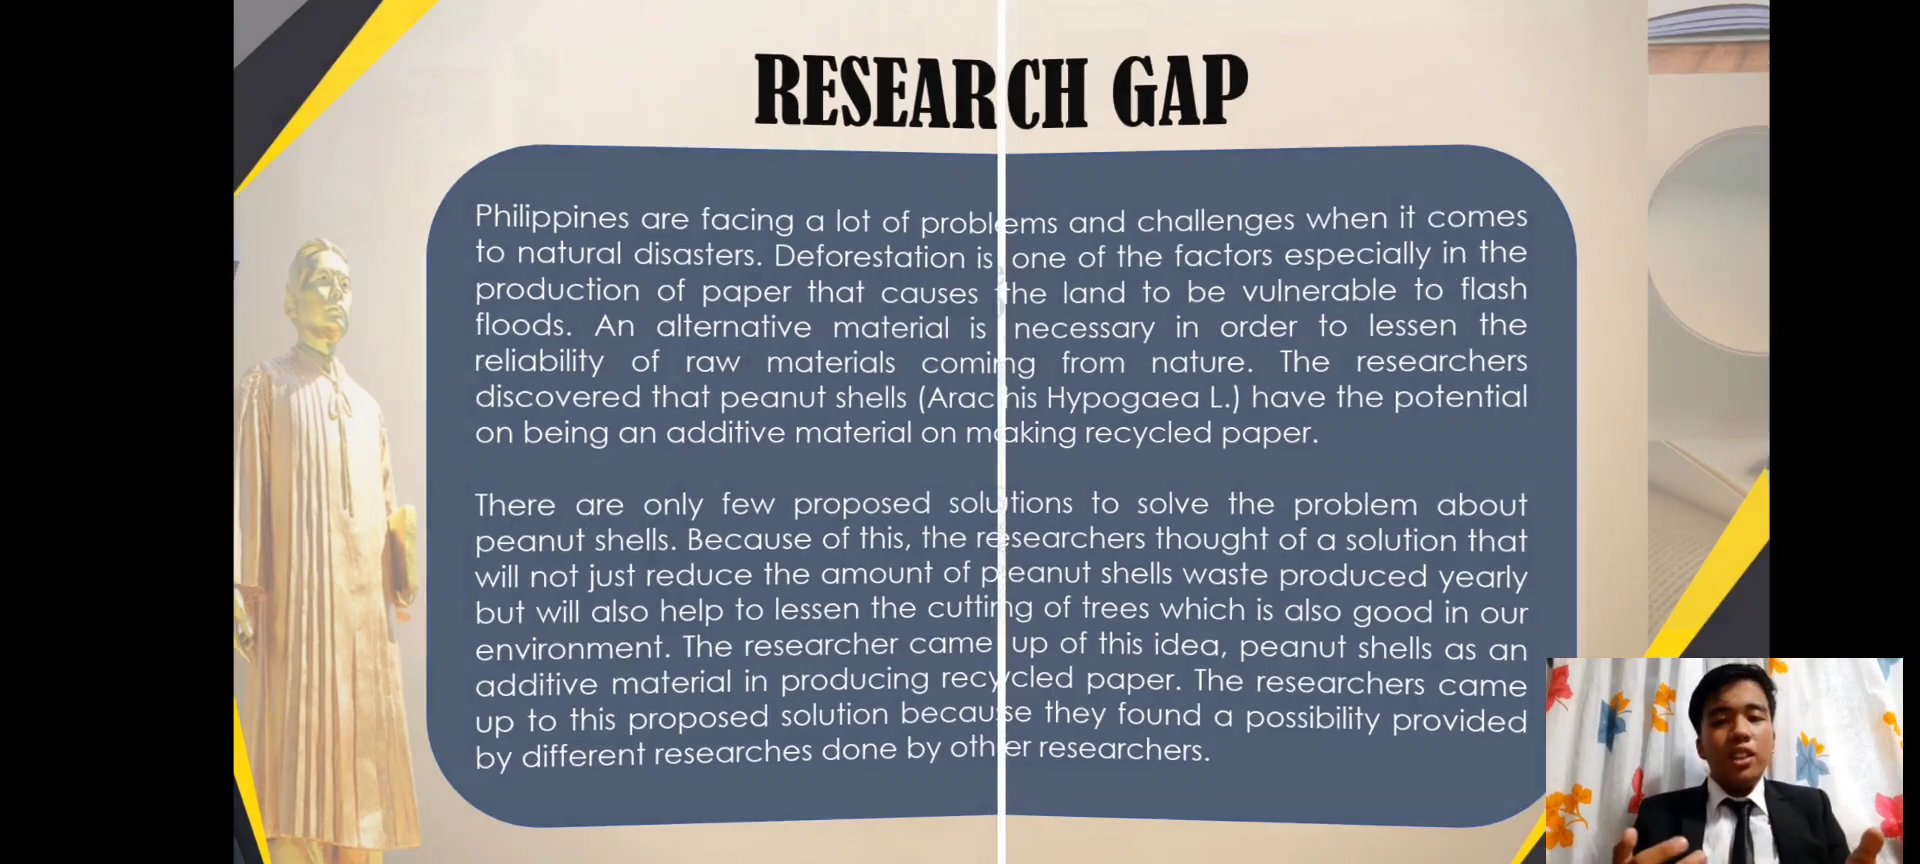 RESEARCH GAP
Philippines are facing a lot of problems and challenges when it comes
to natural disasters. Deforestation is one of the factors especially in the
production of paper that causes the land to be vulnerable to flash
floods. An alternative material is necessary in order to lessen the
reliability of raw materials coming from nature. The researchers
discovered that peanut shells (Arachis Hypogaea L.) have the potential
on being an additive material on making recycled paper.
There are only few proposed solutions to solve the problem about
peanut shells. Because of this, the researchers thought of a solution that
will not just reduce the amount of peanut shells waste produced yearly
but will also help to lessen the cutting of trees which is also good in our
environment. The researcher came up of this idea, peanut shells as an
additive material in producing recycled paper. The researchers came
up to this proposed solution because they found a possibility provided
by different researches done by other researchers.